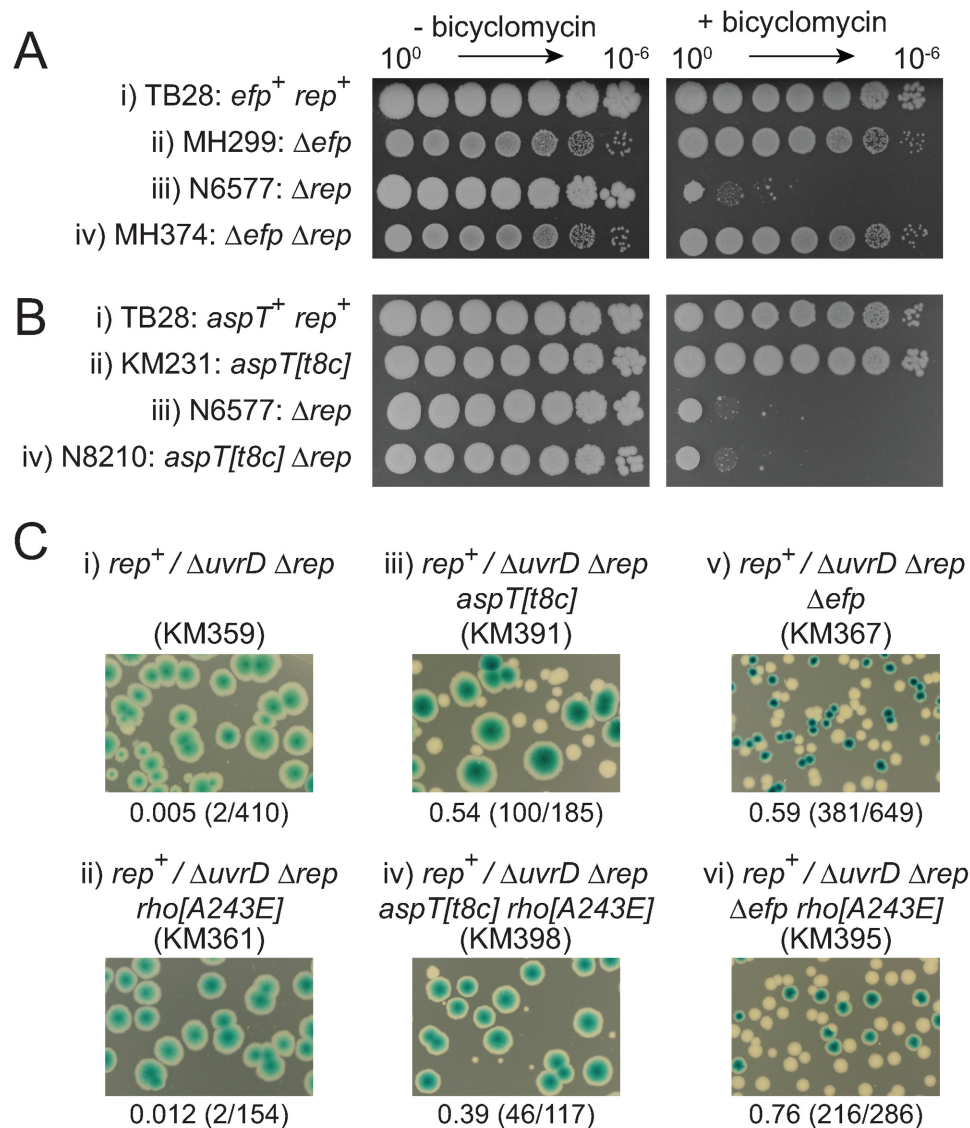 A
- bicyclomycin
+ bicyclomycin
10⁰ 10⁻⁶
10⁰ 10⁻⁶
i) TB28: efp⁺ rep⁺
ii) MH299: Δefp
iii) N6577: Δrep
iv) MH374: Δefp Δrep
B
i) TB28: aspT⁺ rep⁺
ii) KM231: aspT[t8c]
iii) N6577: Δrep
iv) N8210: aspT[t8c] Δrep
C
i) rep⁺ / ΔuvrD Δrep
(KM359)
0.005 (2/410)
iii) rep⁺ / ΔuvrD Δrep
aspT[t8c]
(KM391)
0.54 (100/185)
v) rep⁺ / ΔuvrD Δrep
Δefp
(KM367)
0.59 (381/649)
ii) rep⁺ / ΔuvrD Δrep
rho[A243E]
(KM361)
0.012 (2/154)
iv) rep⁺ / ΔuvrD Δrep
aspT[t8c] rho[A243E]
(KM398)
0.39 (46/117)
vi) rep⁺ / ΔuvrD Δrep
Δefp rho[A243E]
(KM395)
0.76 (216/286)